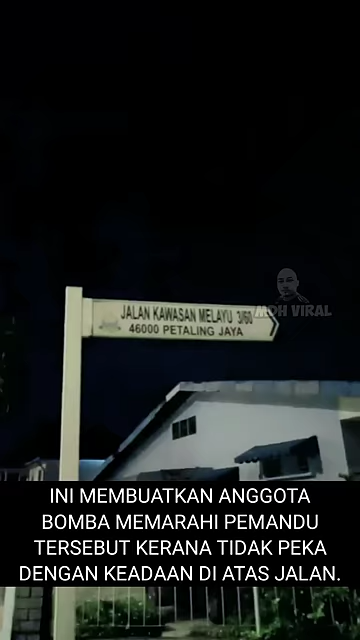 JALAN KAWASAN MELAYU 3/60
46000 PETALING JAYA
MOH VIRAL
INI MEMBUATKAN ANGGOTA
BOMBA MEMARAHI PEMANDU
TERSEBUT KERANA TIDAK PEKA
DENGAN KEADAAN DI ATAS JALAN.